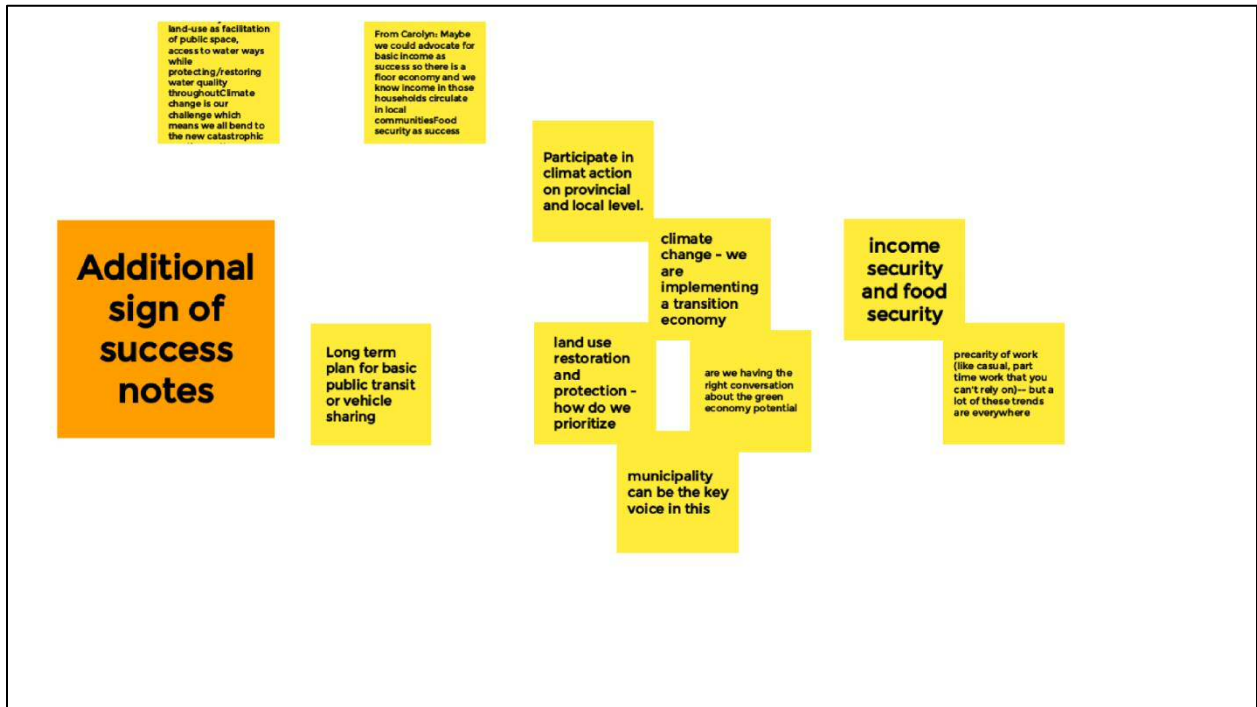 land-use as facilitation
of public space,
access to water ways
while
protecting/restoring
water quality
throughoutClimate
change is our
challenge which
means we all bend to
the new catastrophic
From Carolyn: Maybe
we could advocate for
basic income as
success so there is a
floor economy and we
know income in those
households circulate
in local
communitiesFood
security as success
Participate in
climat action
on provincial
and local level.
Additional
sign of
success
notes
climate
change - we
are
implementing
a transition
economy
income
security
and food
security
Long term
plan for basic
public transit
or vehicle
sharing
land use
restoration
and
protection -
how do we
prioritize
are we having the
right conversation
about the green
economy potential
precarity of work
(like casual, part
time work that you
can't rely on)-- but a
lot of these trends
are everywhere
municipality
can be the key
voice in this